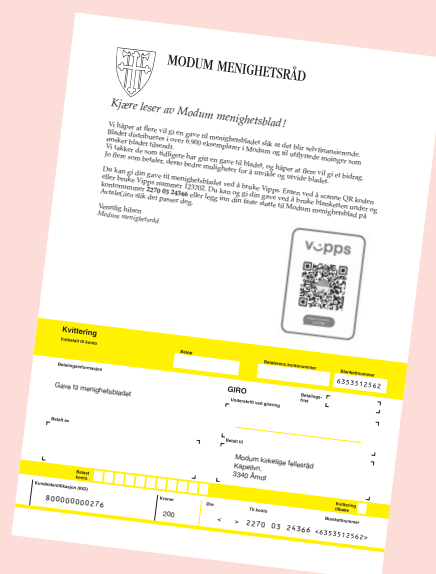 MODUM MENIGHETSRÅD
Kjære leser av Modum menighetsblad!
Vi håper at flere vil gi en gave til menighetsbladet slik at det blir selvfinansierende.
Bladet distribueres i over 6.900 eksemplarer i Modum og til utflyttede moinger som
ønsker bladet tilsendt.
Vi takker de som tidligere har gitt en gave til bladet, og håper at flere vil gi et bidrag.
Jo flere som betaler, desto bedre muligheter for å utvikle og utvide bladet.
Du kan gi din gave til menighetsbladet ved å bruke Vipps. Enten ved å scanne QR koden
eller bruke Vipps nummer 123702. Du kan og gi din gave ved å bruke blanketten under og
kontonummer 2270 03 24366 eller legg inn din faste støtte til Modum menighetsblad på
AvtaleGiro slik det passer deg.
Vennlig hilsen
Modum menighetsråd
vipps
Kvittering
Innbetalt til konto
Beløp
Betalerens kontonummer
Blankettnummer
6353512562
Betalingsinformasjon
GIRO
Betalings-
frist
Gave til menighetsbladet
Underskrift ved girering
Betalt av
Betalt til
Modum kirkelige fellesråd
Kapellvn.
3340 Åmot
Belast
konto
Kvittering
tilbake
Kundeidentifikasjon (KID)
Kroner
Øre
Til konto
Blankettnummer
800000000276
200
< > 2270 03 24366 <6353512562>